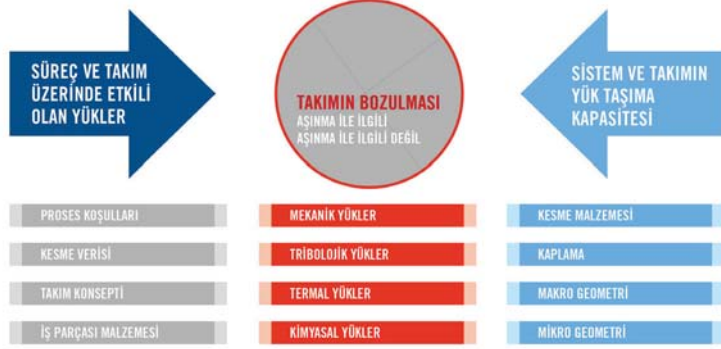 SÜREÇ VE TAKIM
ÜZERİNDE ETKİLİ
OLAN YÜKLER
TAKIMIN BOZULMASI
AŞINMA İLE İLGİLİ
AŞINMA İLE İLGİLİ DEĞİL
SİSTEM VE TAKIMIN
YÜK TAŞIMA
KAPASİTESİ
PROSES KOŞULLARI
MEKANİK YÜKLER
KESME MALZEMESİ
KESME VERİSİ
TRİBOLOJİK YÜKLER
KAPLAMA
TAKIM KONSEPTİ
TERMAL YÜKLER
MAKRO GEOMETRİ
İŞ PARÇASI MALZEMESİ
KİMYASAL YÜKLER
MİKRO GEOMETRİ